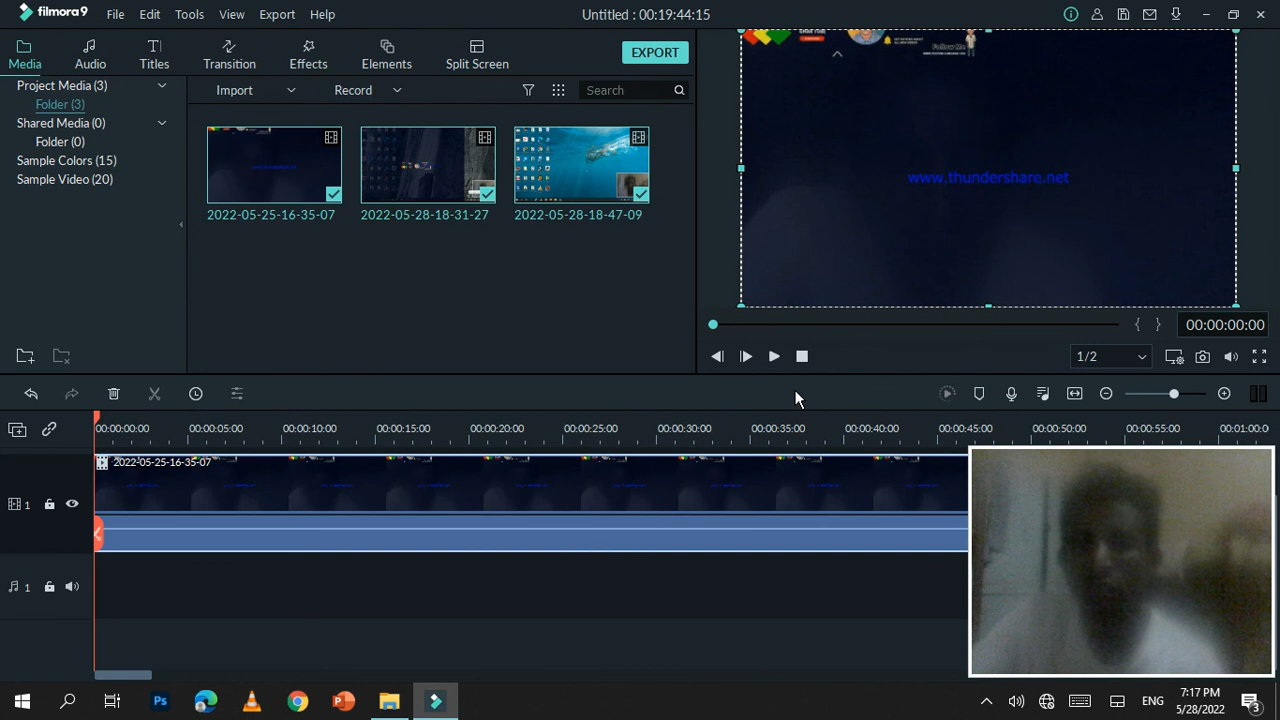 filmora9
File Edit Tools View Export Help
Untitled : 00:19:44:15
Media Audio Titles Transition Effects Elements Split Screen
EXPORT
Project Media (3)
Folder (3)
Shared Media (0)
Folder (0)
Sample Colors (15)
Sample Video (20)
Import Record Search
2022-05-25-16-35-07 2022-05-28-18-31-27 2022-05-28-18-47-09
Follow Me
www.thundershare.net
00:00:00:00
1/2
00:00:00:00 00:00:05:00 00:00:10:00 00:00:15:00 00:00:20:00 00:00:25:00 00:00:30:00 00:00:35:00 00:00:40:00 00:00:45:00 00:00:50:00 00:00:55:00 00:01:00:0
2022-05-25-16-35-07
1
1
Ps
ENG
7:17 PM
5/28/2022
3